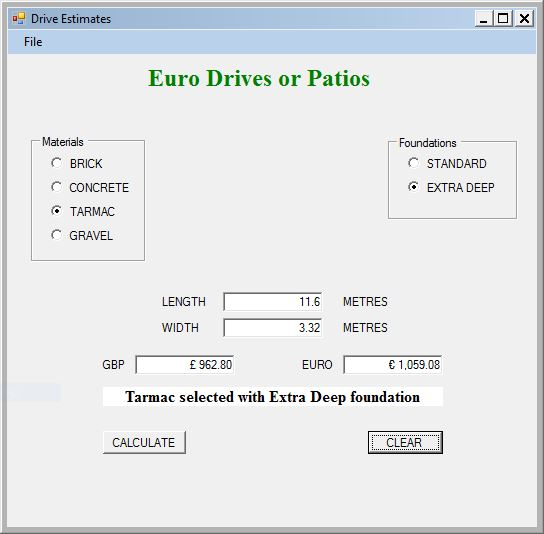 Drive Estimates
File
Euro Drives or Patios
Materials
BRICK
CONCRETE
TARMAC
GRAVEL
Foundations
STANDARD
EXTRA DEEP
LENGTH 11.6 METRES
WIDTH 3.32 METRES
GBP £ 962.80 EURO € 1,059.08
Tarmac selected with Extra Deep foundation
CALCULATE CLEAR